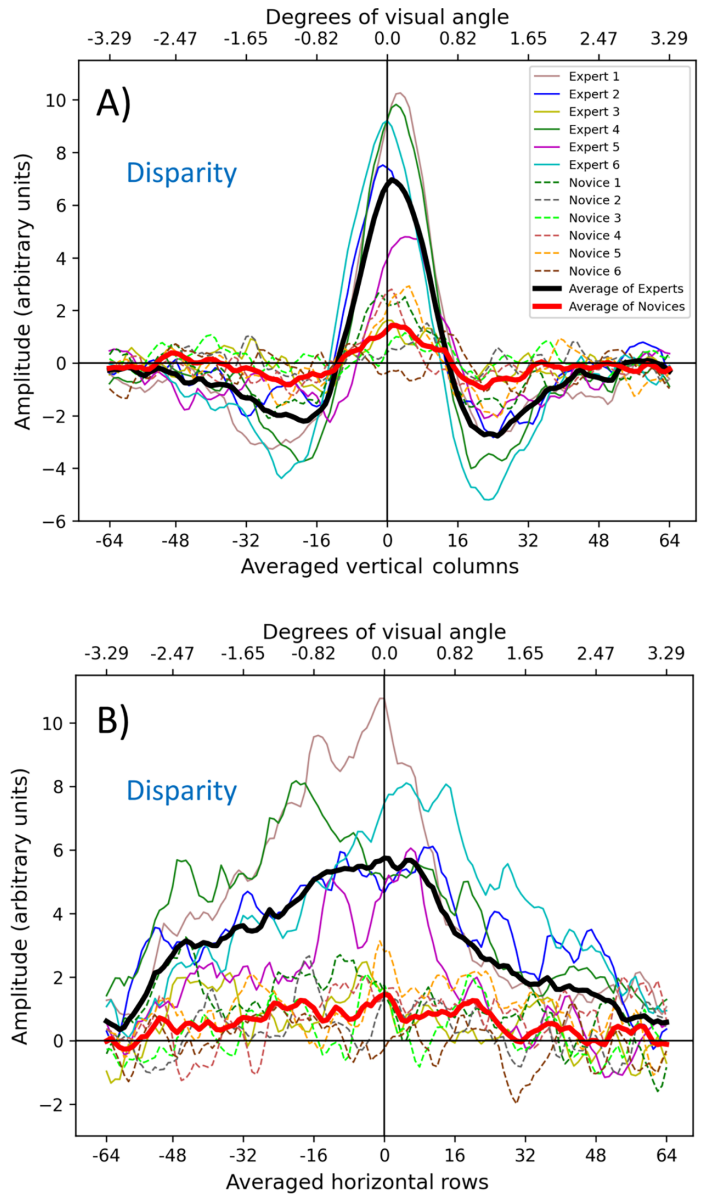 Degrees of visual angle
-3.29 -2.47 -1.65 -0.82 0.0 0.82 1.65 2.47 3.29
A)
Disparity
Amplitude (arbitrary units)
10
8
6
4
2
0
−2
−4
−6
Expert 1
Expert 2
Expert 3
Expert 4
Expert 5
Expert 6
Novice 1
Novice 2
Novice 3
Novice 4
Novice 5
Novice 6
Average of Experts
Average of Novices
-64 -48 -32 -16 0 16 32 48 64
Averaged vertical columns
Degrees of visual angle
-3.29 -2.47 -1.65 -0.82 0.0 0.82 1.65 2.47 3.29
B)
Disparity
Amplitude (arbitrary units)
10
8
6
4
2
0
−2
-64 -48 -32 -16 0 16 32 48 64
Averaged horizontal rows